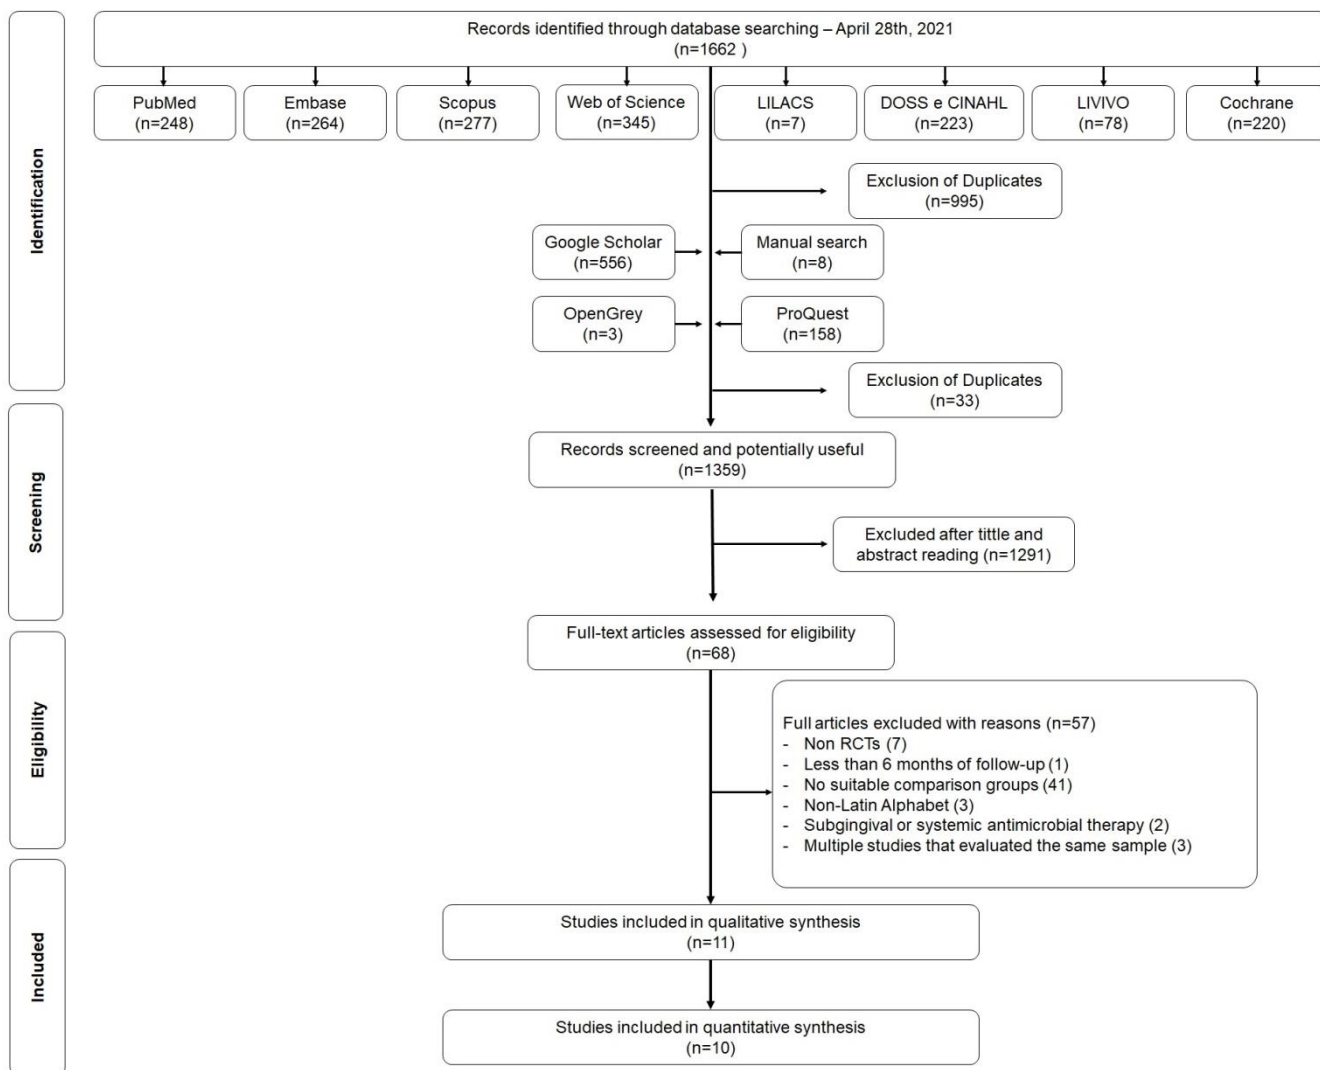 Records identified through database searching – April 28th, 2021
(n=1662 )
PubMed
(n=248)
Embase
(n=264)
Scopus
(n=277)
Web of Science
(n=345)
LILACS
(n=7)
DOSS e CINAHL
(n=223)
LIVIVO
(n=78)
Cochrane
(n=220)
Identification
Exclusion of Duplicates
(n=995)
Google Scholar
(n=556)
Manual search
(n=8)
OpenGrey
(n=3)
ProQuest
(n=158)
Exclusion of Duplicates
(n=33)
Screening
Records screened and potentially useful
(n=1359)
Excluded after tittle and
abstract reading (n=1291)
Eligibility
Full-text articles assessed for eligibility
(n=68)
Full articles excluded with reasons (n=57)
- Non RCTs (7)
- Less than 6 months of follow-up (1)
- No suitable comparison groups (41)
- Non-Latin Alphabet (3)
- Subgingival or systemic antimicrobial therapy (2)
- Multiple studies that evaluated the same sample (3)
Included
Studies included in qualitative synthesis
(n=11)
Studies included in quantitative synthesis
(n=10)